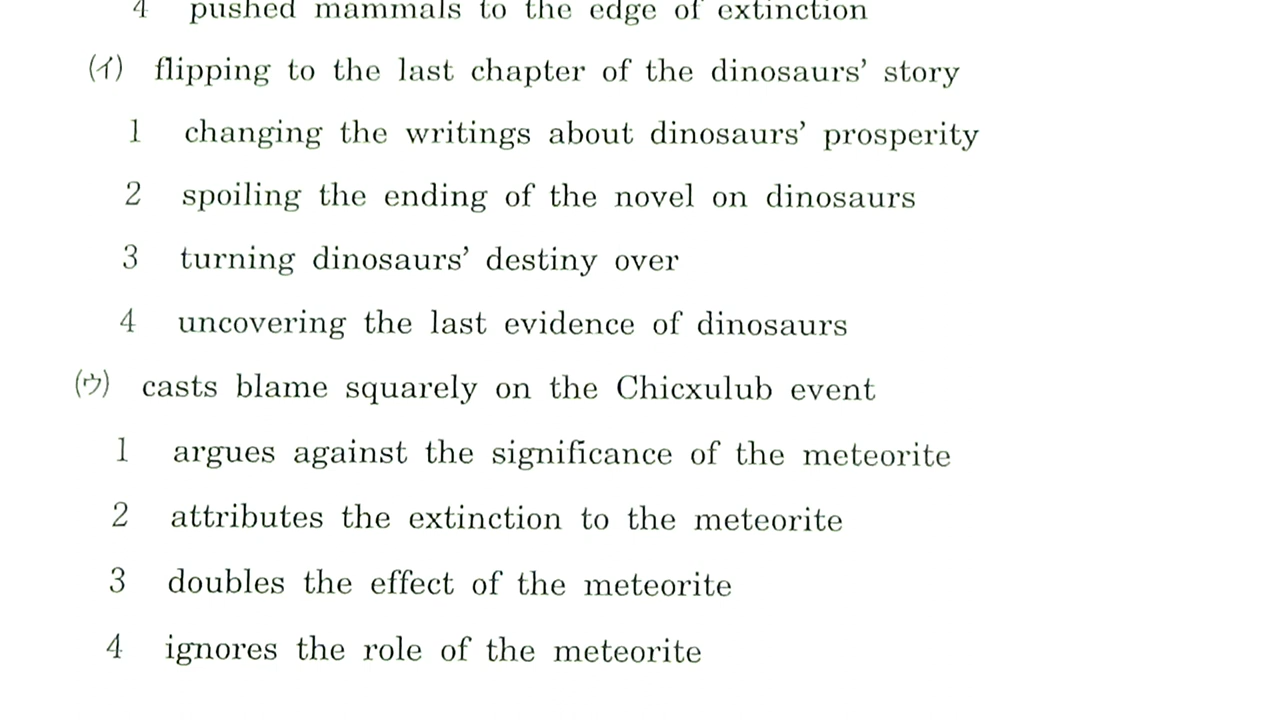 4 pushed mammals to the edge of extinction
(イ) flipping to the last chapter of the dinosaurs’ story
1 changing the writings about dinosaurs’ prosperity
2 spoiling the ending of the novel on dinosaurs
3 turning dinosaurs’ destiny over
4 uncovering the last evidence of dinosaurs
(ウ) casts blame squarely on the Chicxulub event
1 argues against the significance of the meteorite
2 attributes the extinction to the meteorite
3 doubles the effect of the meteorite
4 ignores the role of the meteorite